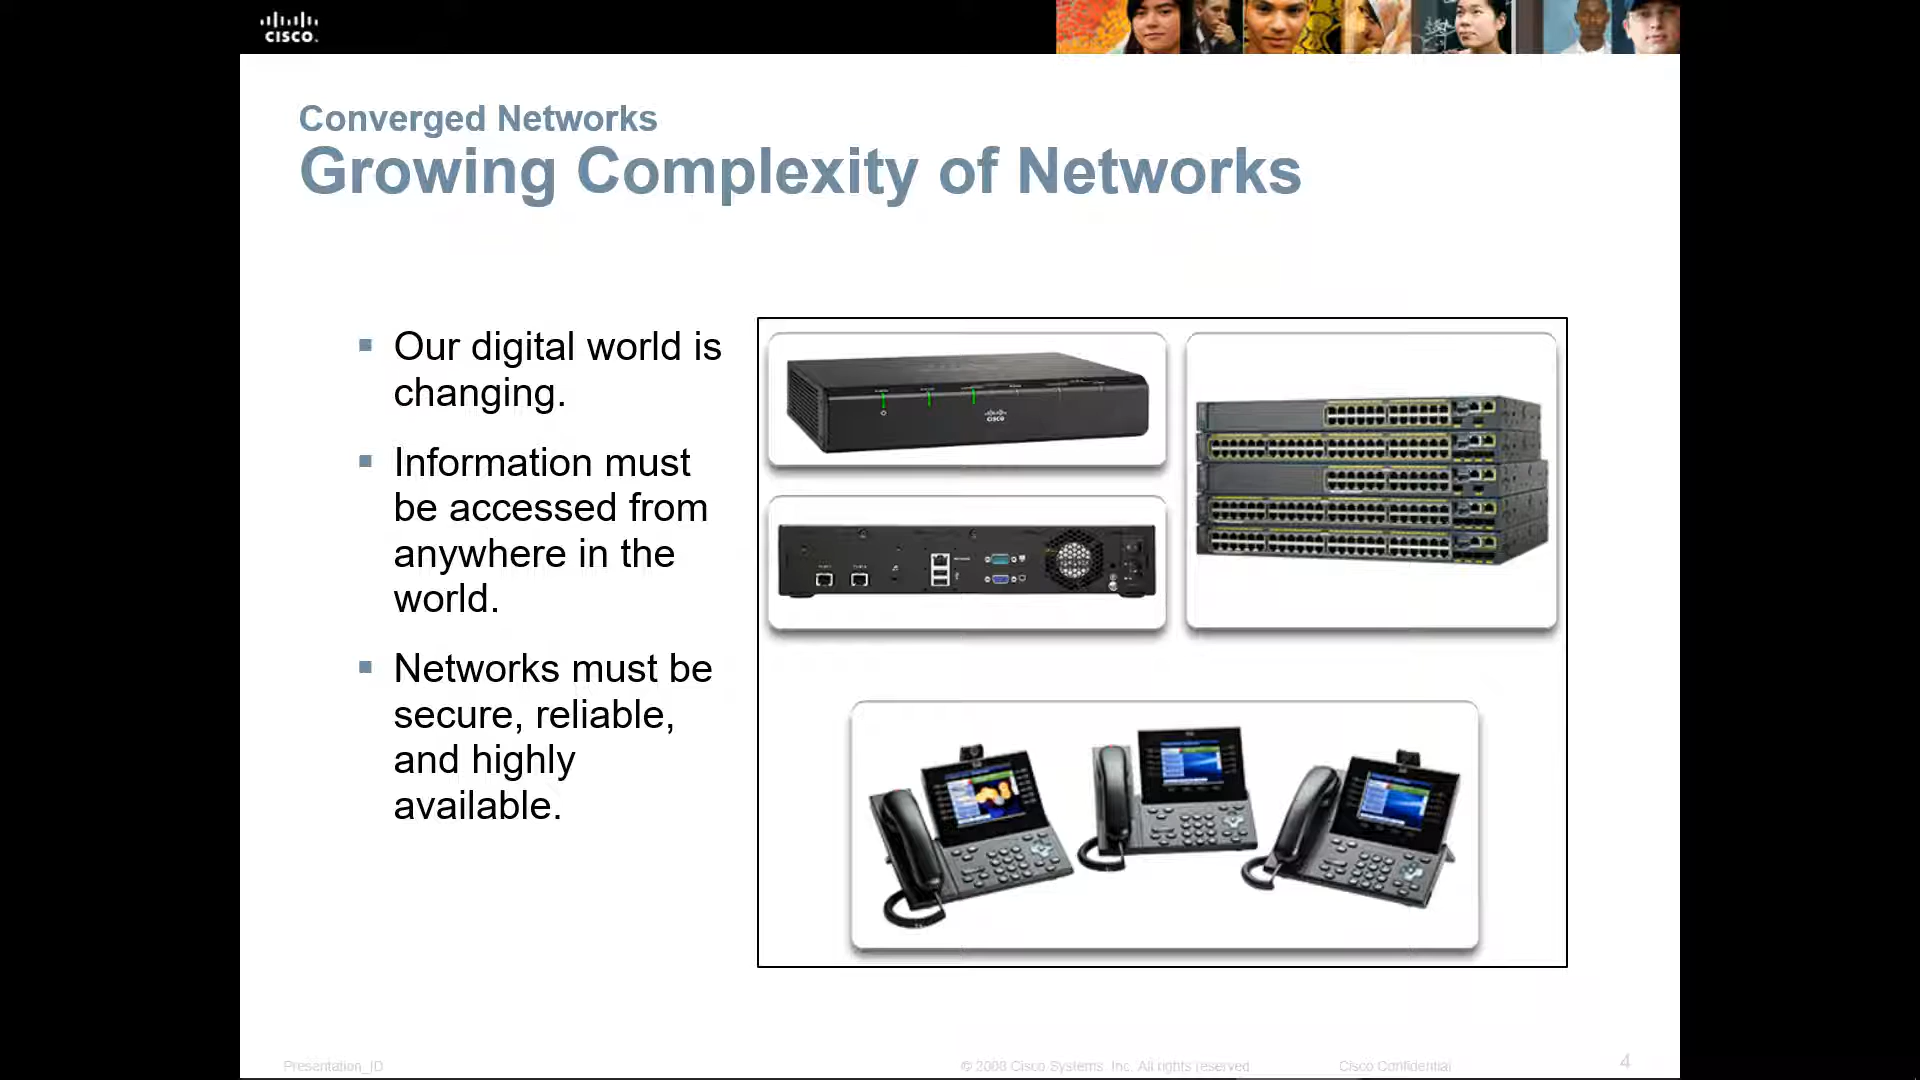 CISCO.
Converged Networks
Growing Complexity of Networks
Our digital world is
changing.
Information must
be accessed from
anywhere in the
world.
Networks must be
secure, reliable,
and highly
available.
CISCO
Presentation_ID
© 2008 Cisco Systems, Inc. All rights reserved
Cisco Confidential
4